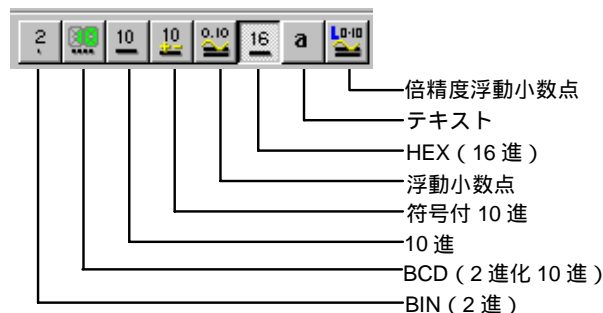 2 10 10 10 0.10 16 a L0.10
倍精度浮動小数点
テキスト
HEX（16 進）
浮動小数点
符号付 10 進
10 進
BCD（2 進化 10 進）
BIN（2 進）